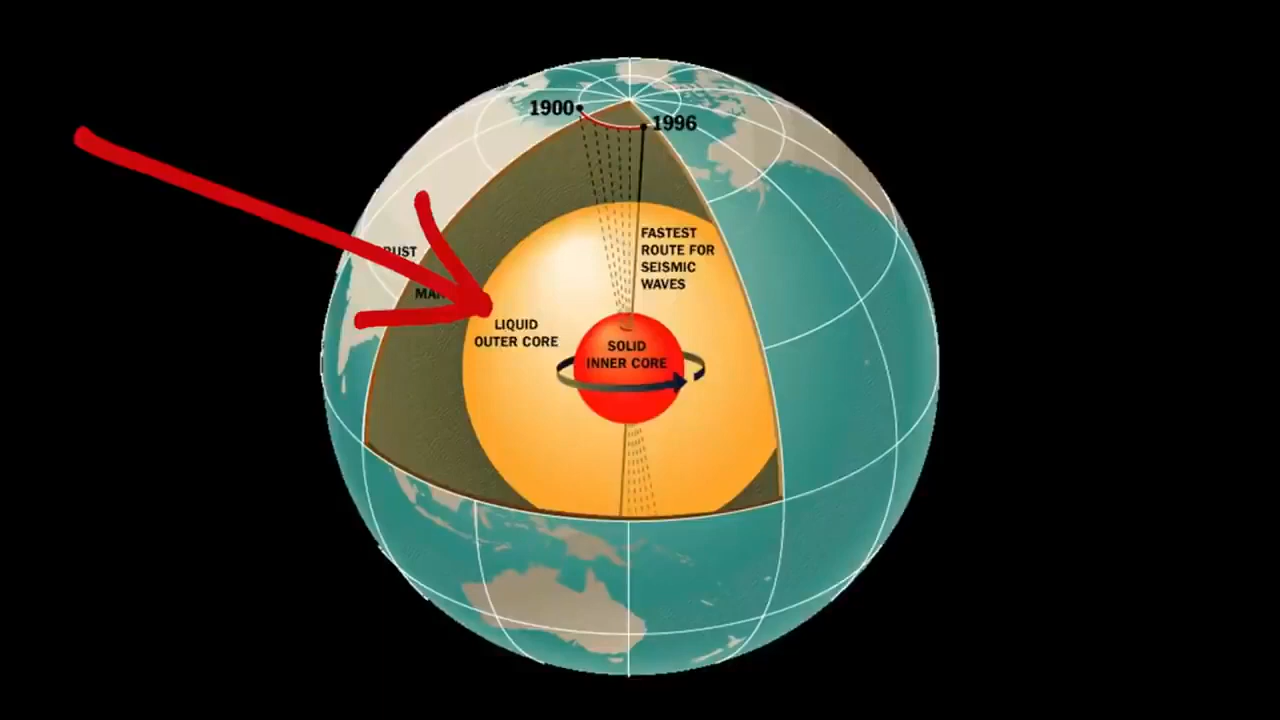 1900
1996
FASTEST
ROUTE FOR
SEISMIC
WAVES
LIQUID
OUTER CORE
SOLID
INNER CORE